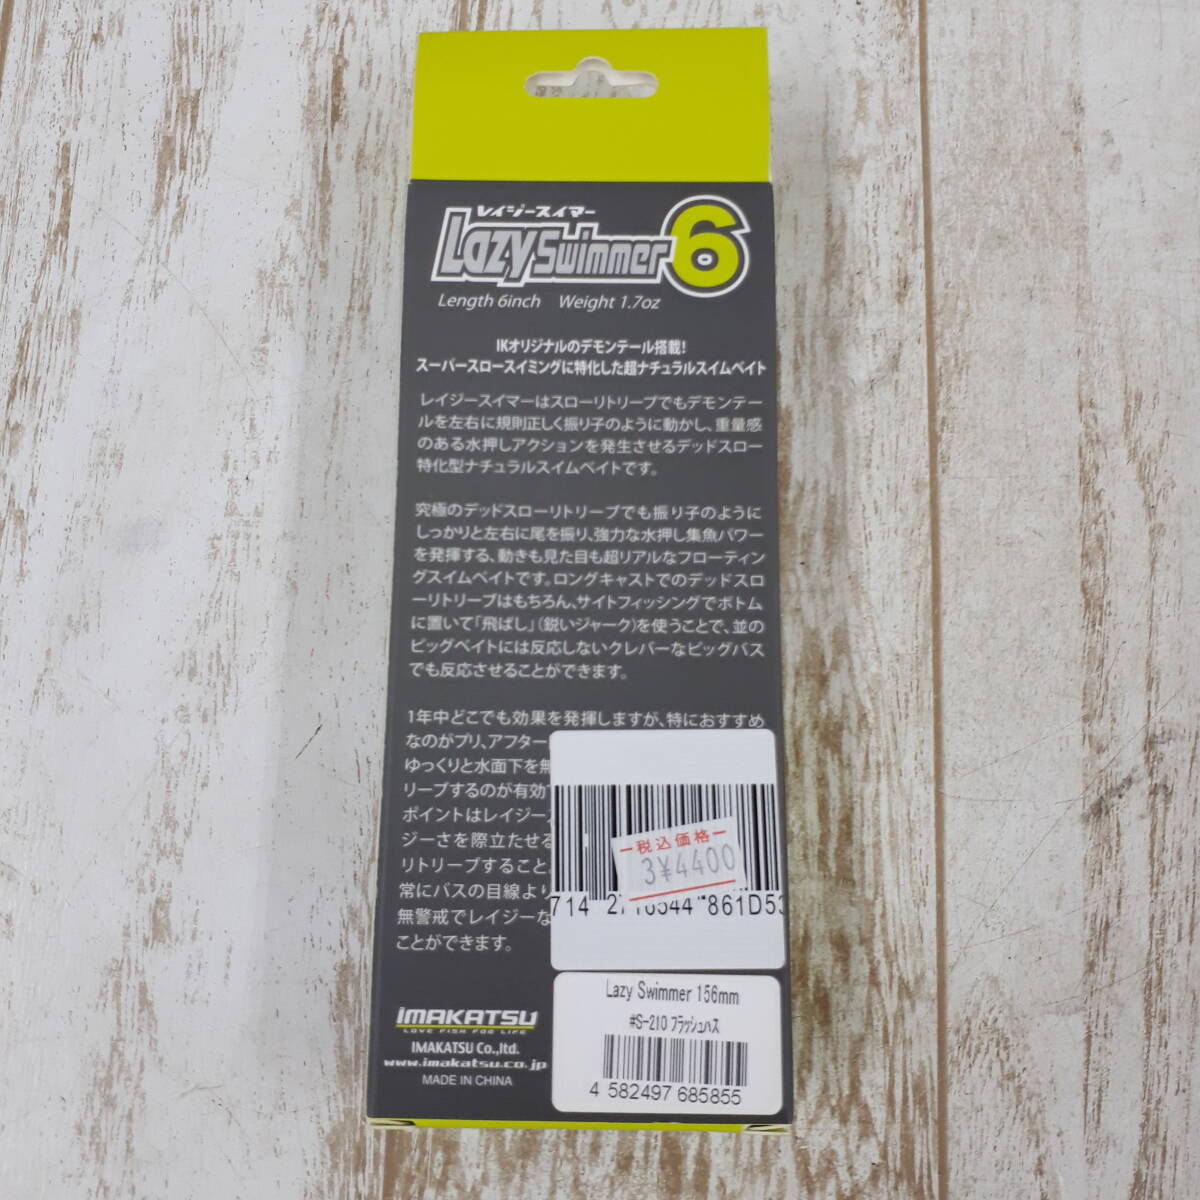 レイジースイマー
LazySwimmer6
Length 6inch Weight 1.7oz
IKオリジナルのデモンテール搭載!
スーパースロースイミングに特化した超ナチュラルスイムベイト
レイジースイマーはスローリトリーブでもデモンテー
ルを左右に規則正しく振り子のように動かし、重量感
のある水押しアクションを発生させるデッドスロー
特化型ナチュラルスイムベイトです。
究極のデッドスローリトリーブでも振り子のように
しっかりと左右に尾を振り、強力な水押し集魚パワー
を発揮する、動きも見た目も超リアルなフローティン
グスイムベイトです。ロングキャストでのデッドスロ
ーリトリーブはもちろん、サイトフィッシングでボトム
に置いて「飛ばし」(鋭いジャーク)を使うことで、並の
ビッグベイトには反応しないクレバーなビッグバス
でも反応させることができます。
1年中どこでも効果を発揮しますが、特におすすめ
なのがプリ、アフター
ゆっくりと水面下を無
リーブするのが有効
ポイントはレイジー
ジーさを際立たせる
リトリーブすること。
常にバスの目線より
無警戒でレイジーな
ことができます。
税込価格
3¥4400
714 861D53
IMAKATSU
LOVE FISH FOR LIFE
IMAKATSU Co.,ltd.
www.imakatsu.co.jp
MADE IN CHINA
Lazy Swimmer 156mm
#S-210 フラッシュハス
4 582497 685855